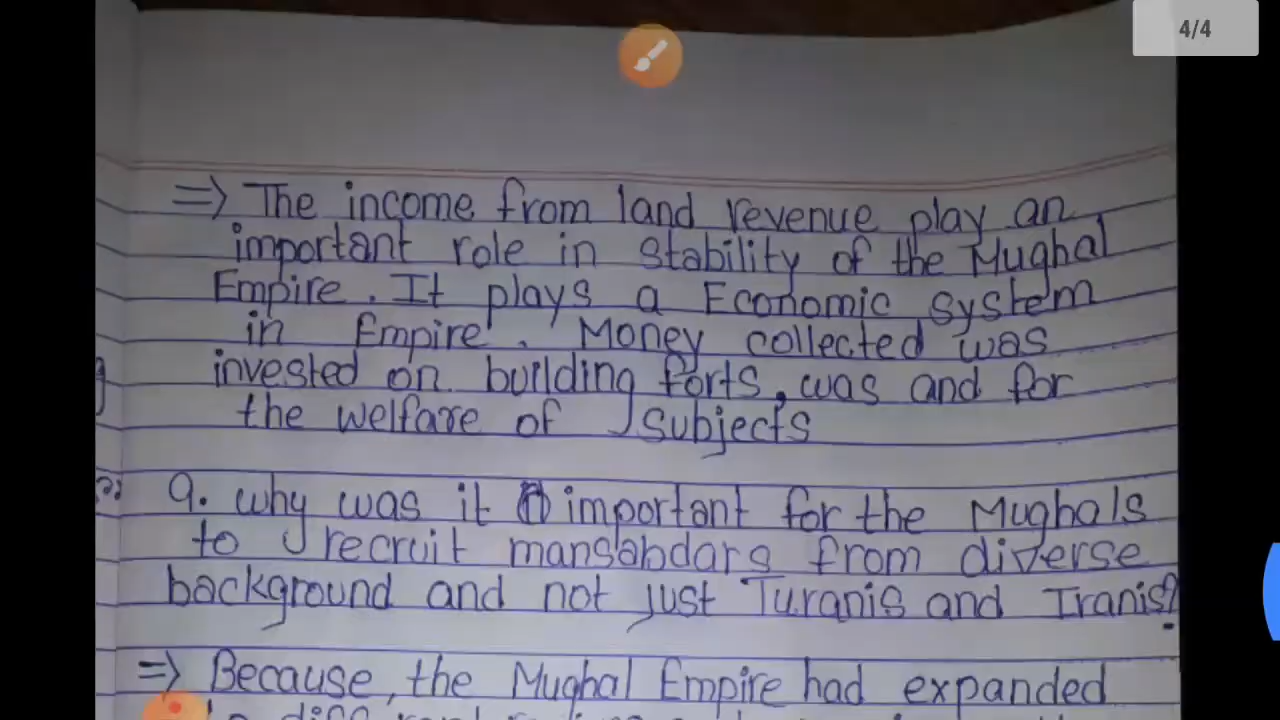 4/4
=> The income from land revenue play an
important role in stability of the Mughal
Empire. It plays a Economic system
in Empire. Money collected was
invested on building forts, was and for
the welfare of subjects
9. why was it important for the Mughals
to recruit mansabdars from diverse
background and not just Turanis and Iranis?
=> Because, the Mughal Empire had expanded